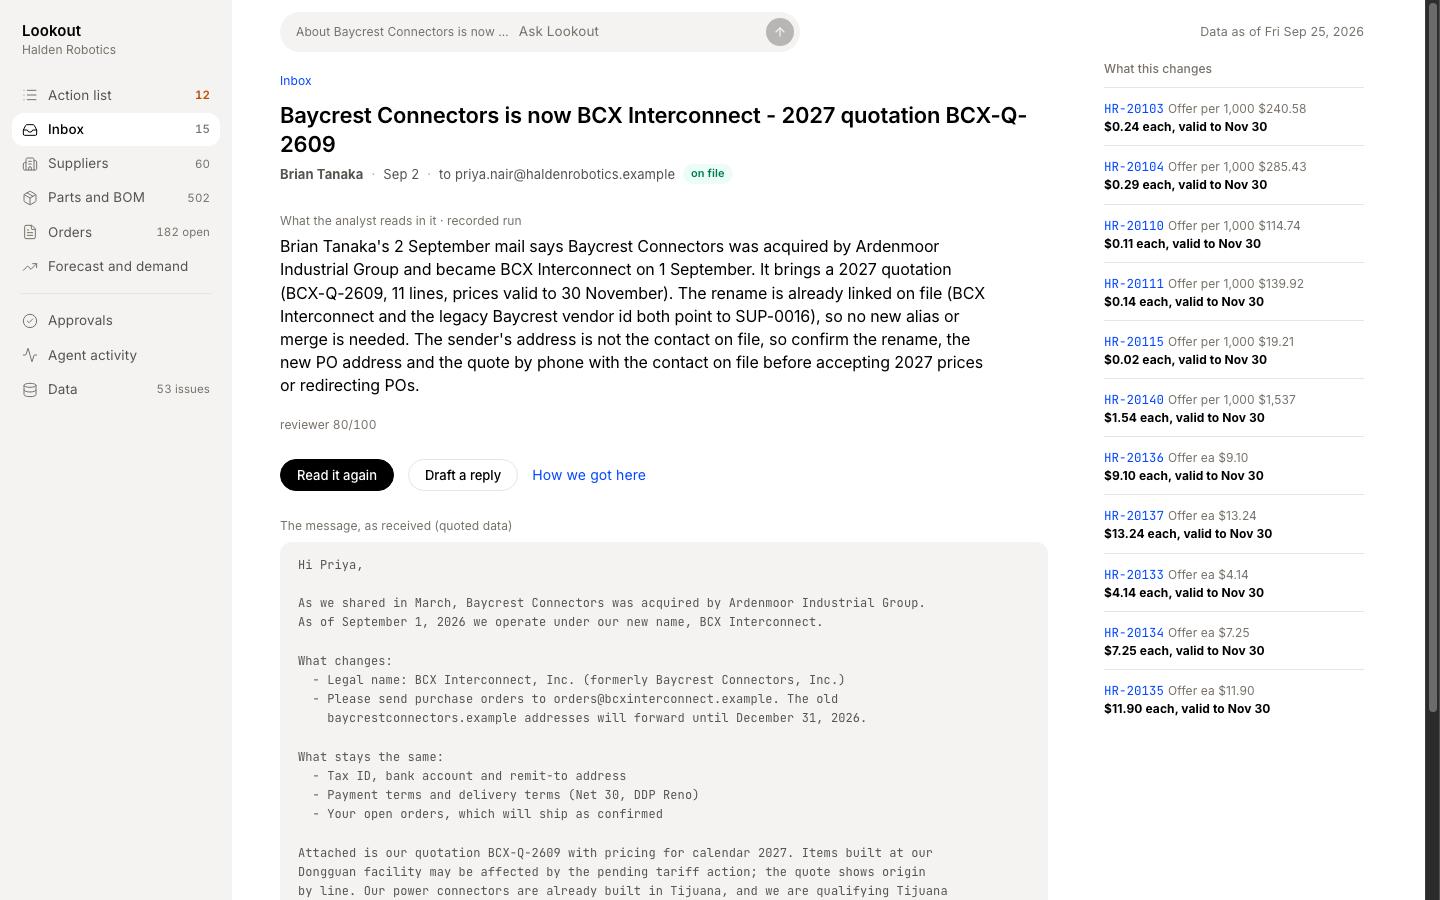 Lookout
Halden Robotics
Action list 12
Inbox 15
Suppliers 60
Parts and BOM 502
Orders 182 open
Forecast and demand
Approvals
Agent activity
Data 53 issues
About Baycrest Connectors is now ... Ask Lookout
Data as of Fri Sep 25, 2026
Inbox
Baycrest Connectors is now BCX Interconnect - 2027 quotation BCX-Q-
2609
Brian Tanaka · Sep 2 · to priya.nair@haldenrobotics.example on file
What the analyst reads in it · recorded run
Brian Tanaka's 2 September mail says Baycrest Connectors was acquired by Ardenmoor
Industrial Group and became BCX Interconnect on 1 September. It brings a 2027 quotation
(BCX-Q-2609, 11 lines, prices valid to 30 November). The rename is already linked on file (BCX
Interconnect and the legacy Baycrest vendor id both point to SUP-0016), so no new alias or
merge is needed. The sender's address is not the contact on file, so confirm the rename, the
new PO address and the quote by phone with the contact on file before accepting 2027 prices
or redirecting POs.
reviewer 80/100
Read it again Draft a reply How we got here
The message, as received (quoted data)
Hi Priya,
As we shared in March, Baycrest Connectors was acquired by Ardenmoor Industrial Group.
As of September 1, 2026 we operate under our new name, BCX Interconnect.
What changes:
- Legal name: BCX Interconnect, Inc. (formerly Baycrest Connectors, Inc.)
- Please send purchase orders to orders@bcxinterconnect.example. The old
baycrestconnectors.example addresses will forward until December 31, 2026.
What stays the same:
- Tax ID, bank account and remit-to address
- Payment terms and delivery terms (Net 30, DDP Reno)
- Your open orders, which will ship as confirmed
Attached is our quotation BCX-Q-2609 with pricing for calendar 2027. Items built at our
Dongguan facility may be affected by the pending tariff action; the quote shows origin
by line. Our power connectors are already built in Tijuana, and we are qualifying Tijuana
What this changes
HR-20103 Offer per 1,000 $240.58
$0.24 each, valid to Nov 30
HR-20104 Offer per 1,000 $285.43
$0.29 each, valid to Nov 30
HR-20110 Offer per 1,000 $114.74
$0.11 each, valid to Nov 30
HR-20111 Offer per 1,000 $139.92
$0.14 each, valid to Nov 30
HR-20115 Offer per 1,000 $19.21
$0.02 each, valid to Nov 30
HR-20140 Offer per 1,000 $1,537
$1.54 each, valid to Nov 30
HR-20136 Offer ea $9.10
$9.10 each, valid to Nov 30
HR-20137 Offer ea $13.24
$13.24 each, valid to Nov 30
HR-20133 Offer ea $4.14
$4.14 each, valid to Nov 30
HR-20134 Offer ea $7.25
$7.25 each, valid to Nov 30
HR-20135 Offer ea $11.90
$11.90 each, valid to Nov 30